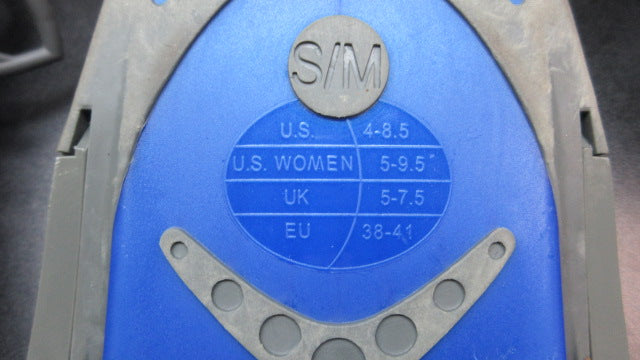 S/M
U.S. 4-8.5
U.S. WOMEN 5-9.5
UK 5-7.5
EU 38-41